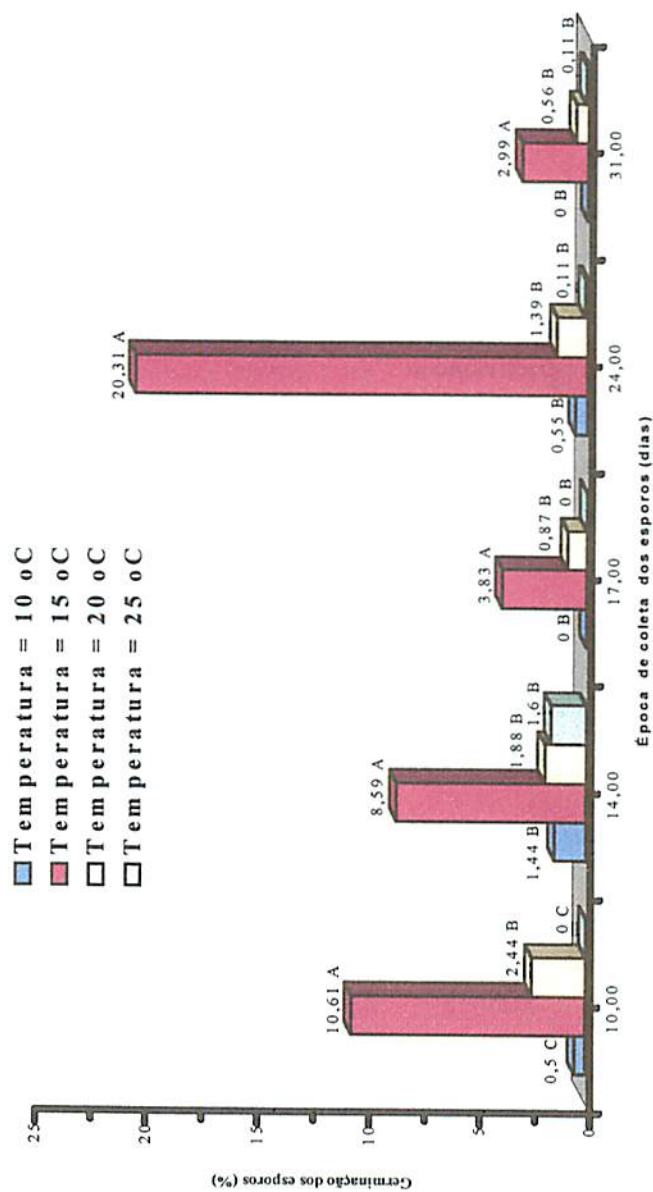 Temperatura = 10 oC
Temperatura = 15 oC
Temperatura = 20 oC
Temperatura = 25 oC
Germinação dos esporos (%)
25
20
15
10
5
0
0,5 C
10,61 A
2,44 B
0 C
1,44 B
8,59 A
1,88 B
1,6 B
0 B
3,83 A
0,87 B
0 B
0,55 B
20,31 A
1,39 B
0,11 B
0 B
2,99 A
0,56 B
0,11 B
10,00
14,00
17,00
24,00
31,00
Época de coleta dos esporos (dias)